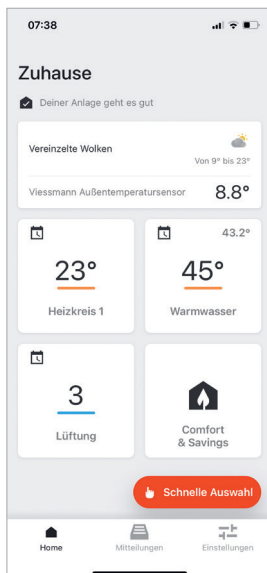 07:38
Zuhause
Deiner Anlage geht es gut
Vereinzelte Wolken
Von 9° bis 23°
Viessmann Außentemperatursensor 8.8°
43.2°
23° 45°
Heizkreis 1 Warmwasser
3
Lüftung
Comfort
& Savings
Schnelle Auswahl
Home Mitteilungen Einstellungen